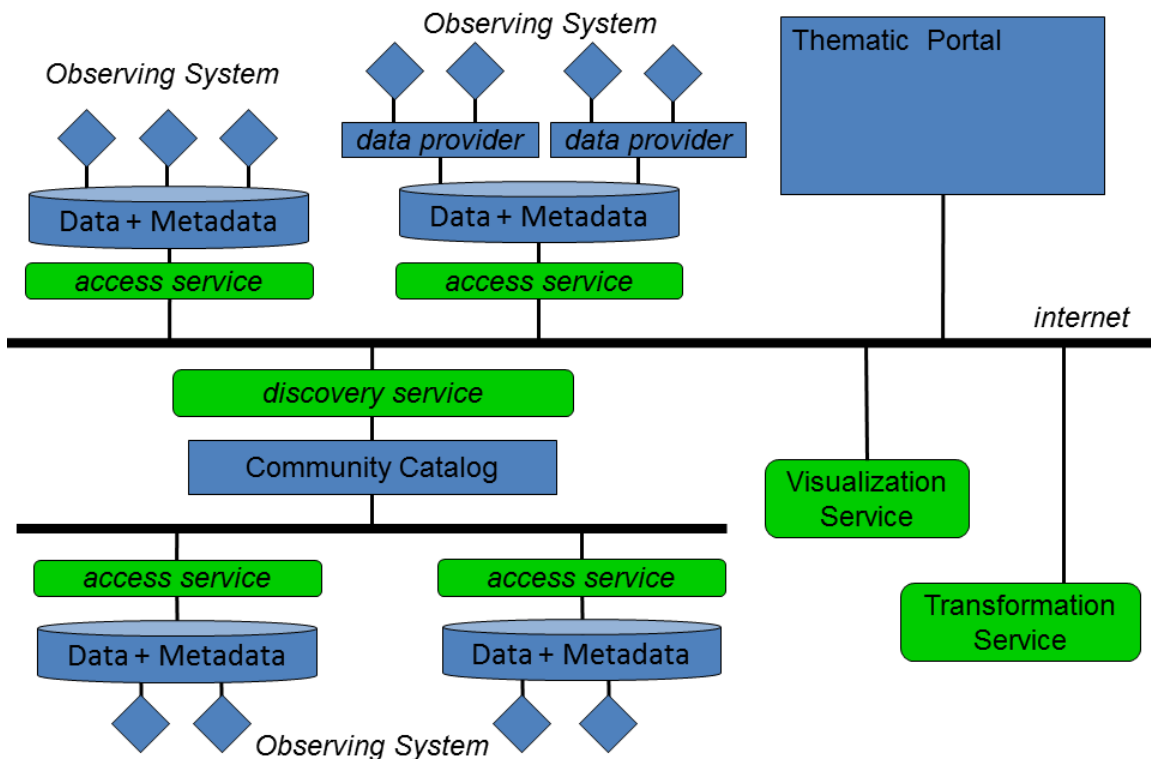 Observing System
Observing System
Thematic Portal
data provider
data provider
Data + Metadata
Data + Metadata
access service
access service
internet
discovery service
Community Catalog
Visualization
Service
access service
access service
Transformation
Service
Data + Metadata
Data + Metadata
Observing System